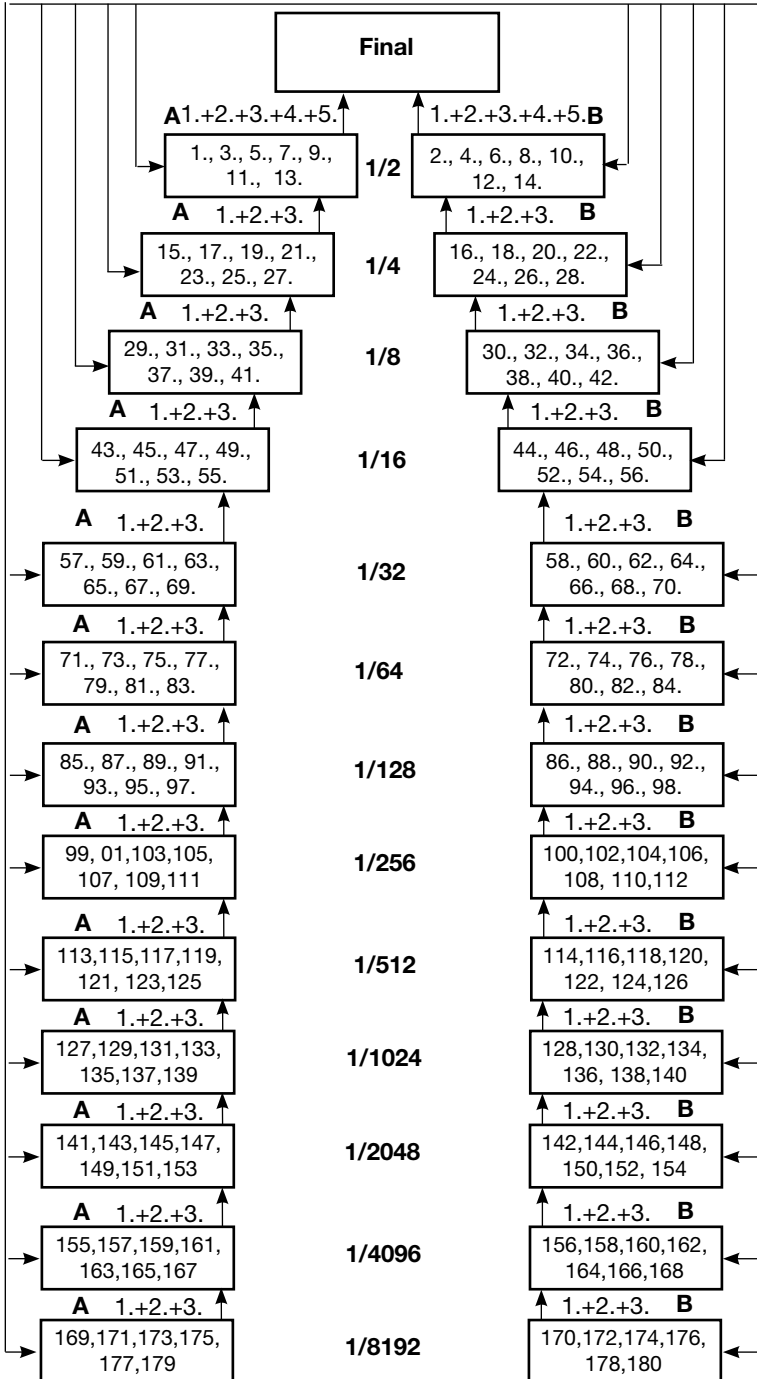 Final
A1.+2.+3.+4.+5. 1.+2.+3.+4.+5.B
1., 3., 5., 7., 9., 1/2 2., 4., 6., 8., 10.,
11., 13. 12., 14.
A 1.+2.+3. 1.+2.+3. B
15., 17., 19., 21., 1/4 16., 18., 20., 22.,
23., 25., 27. 24., 26., 28.
A 1.+2.+3. 1.+2.+3. B
29., 31., 33., 35., 1/8 30., 32., 34., 36.,
37., 39., 41. 38., 40., 42.
A 1.+2.+3. 1.+2.+3. B
43., 45., 47., 49., 1/16 44., 46., 48., 50.,
51., 53., 55. 52., 54., 56.
A 1.+2.+3. 1.+2.+3. B
57., 59., 61., 63., 1/32 58., 60., 62., 64.,
65., 67., 69. 66., 68., 70.
A 1.+2.+3. 1.+2.+3. B
71., 73., 75., 77., 1/64 72., 74., 76., 78.,
79., 81., 83. 80., 82., 84.
A 1.+2.+3. 1.+2.+3. B
85., 87., 89., 91., 1/128 86., 88., 90., 92.,
93., 95., 97. 94., 96., 98.
A 1.+2.+3. 1.+2.+3. B
99, 01,103,105, 1/256 100,102,104,106,
107, 109,111 108, 110,112
A 1.+2.+3. 1.+2.+3. B
113,115,117,119, 1/512 114,116,118,120,
121, 123,125 122, 124,126
A 1.+2.+3. 1.+2.+3. B
127,129,131,133, 1/1024 128,130,132,134,
135,137,139 136, 138,140
A 1.+2.+3. 1.+2.+3. B
141,143,145,147, 1/2048 142,144,146,148,
149,151,153 150,152, 154
A 1.+2.+3. 1.+2.+3. B
155,157,159,161, 1/4096 156,158,160,162,
163,165,167 164,166,168
A 1.+2.+3. 1.+2.+3. B
169,171,173,175, 1/8192 170,172,174,176,
177,179 178,180